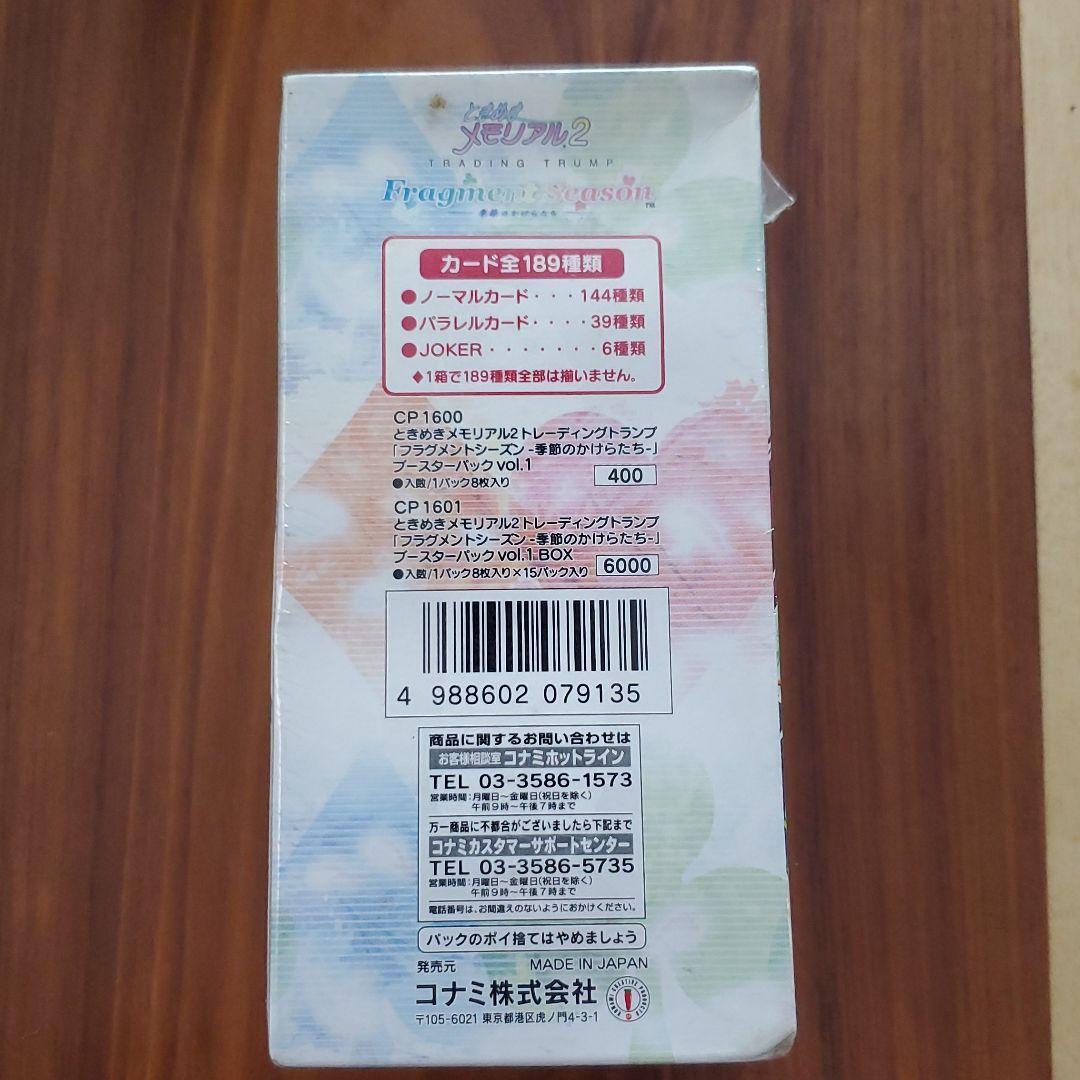 ときめき
メモリアル2
TRADING TRUMP
Fragment Season™
季節のかけらたち
カード全189種類
●ノーマルカード・・・144種類
●パラレルカード・・・・39種類
●JOKER・・・・・・・6種類
◆1箱で189種類全部は揃いません。
CP1600
ときめきメモリアル2トレーディングトランプ
「フラグメントシーズン -季節のかけらたち-」
ブースターパック vol.1
●入数/1パック8枚入り 400
CP1601
ときめきメモリアル2トレーディングトランプ
「フラグメントシーズン -季節のかけらたち-」
ブースターパック vol.1 BOX
●入数/1パック8枚入り×15パック入り 6000
4 988602 079135
商品に関するお問い合わせは
お客様相談室 コナミホットライン
TEL 03-3586-1573
営業時間:月曜日〜金曜日(祝日を除く)
午前9時〜午後7時まで
万一商品に不都合がございましたら下記まで
コナミカスタマーサポートセンター
TEL 03-3586-5735
営業時間:月曜日〜金曜日(祝日を除く)
午前9時〜午後7時まで
電話番号は、お間違えのないようにおかけください。
パックのポイ捨てはやめましょう
発売元 MADE IN JAPAN
コナミ株式会社
KONAMI CREATIVE PRODUCTS
〒105-6021 東京都港区虎ノ門4-3-1